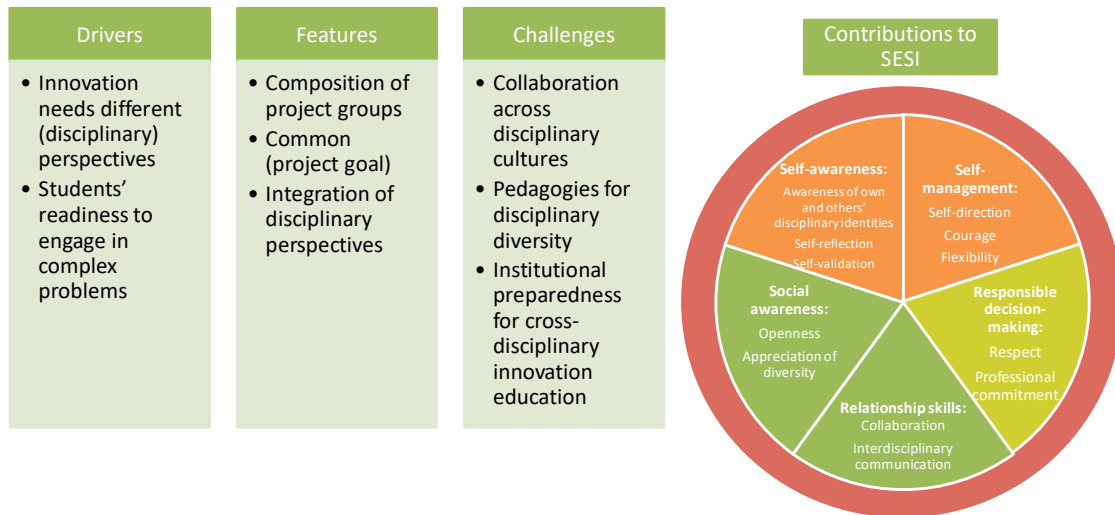 Drivers
• Innovation
needs different
(disciplinary)
perspectives
• Students’
readiness to
engage in
complex
problems
Features
• Composition of
project groups
• Common
(project goal)
• Integration of
disciplinary
perspectives
Challenges
• Collaboration
across
disciplinary
cultures
• Pedagogies for
disciplinary
diversity
• Institutional
preparedness
for cross-
disciplinary
innovation
education
Contributions to
SESI
Self-awareness:
Awareness of own
and others’
disciplinary identities
Self-reflection
Self-validation
Self-
management:
Self-direction
Courage
Flexibility
Responsible
decision-
making:
Respect
Professional
commitment
Relationship skills:
Collaboration
Interdisciplinary
communication
Social
awareness:
Openness
Appreciation of
diversity